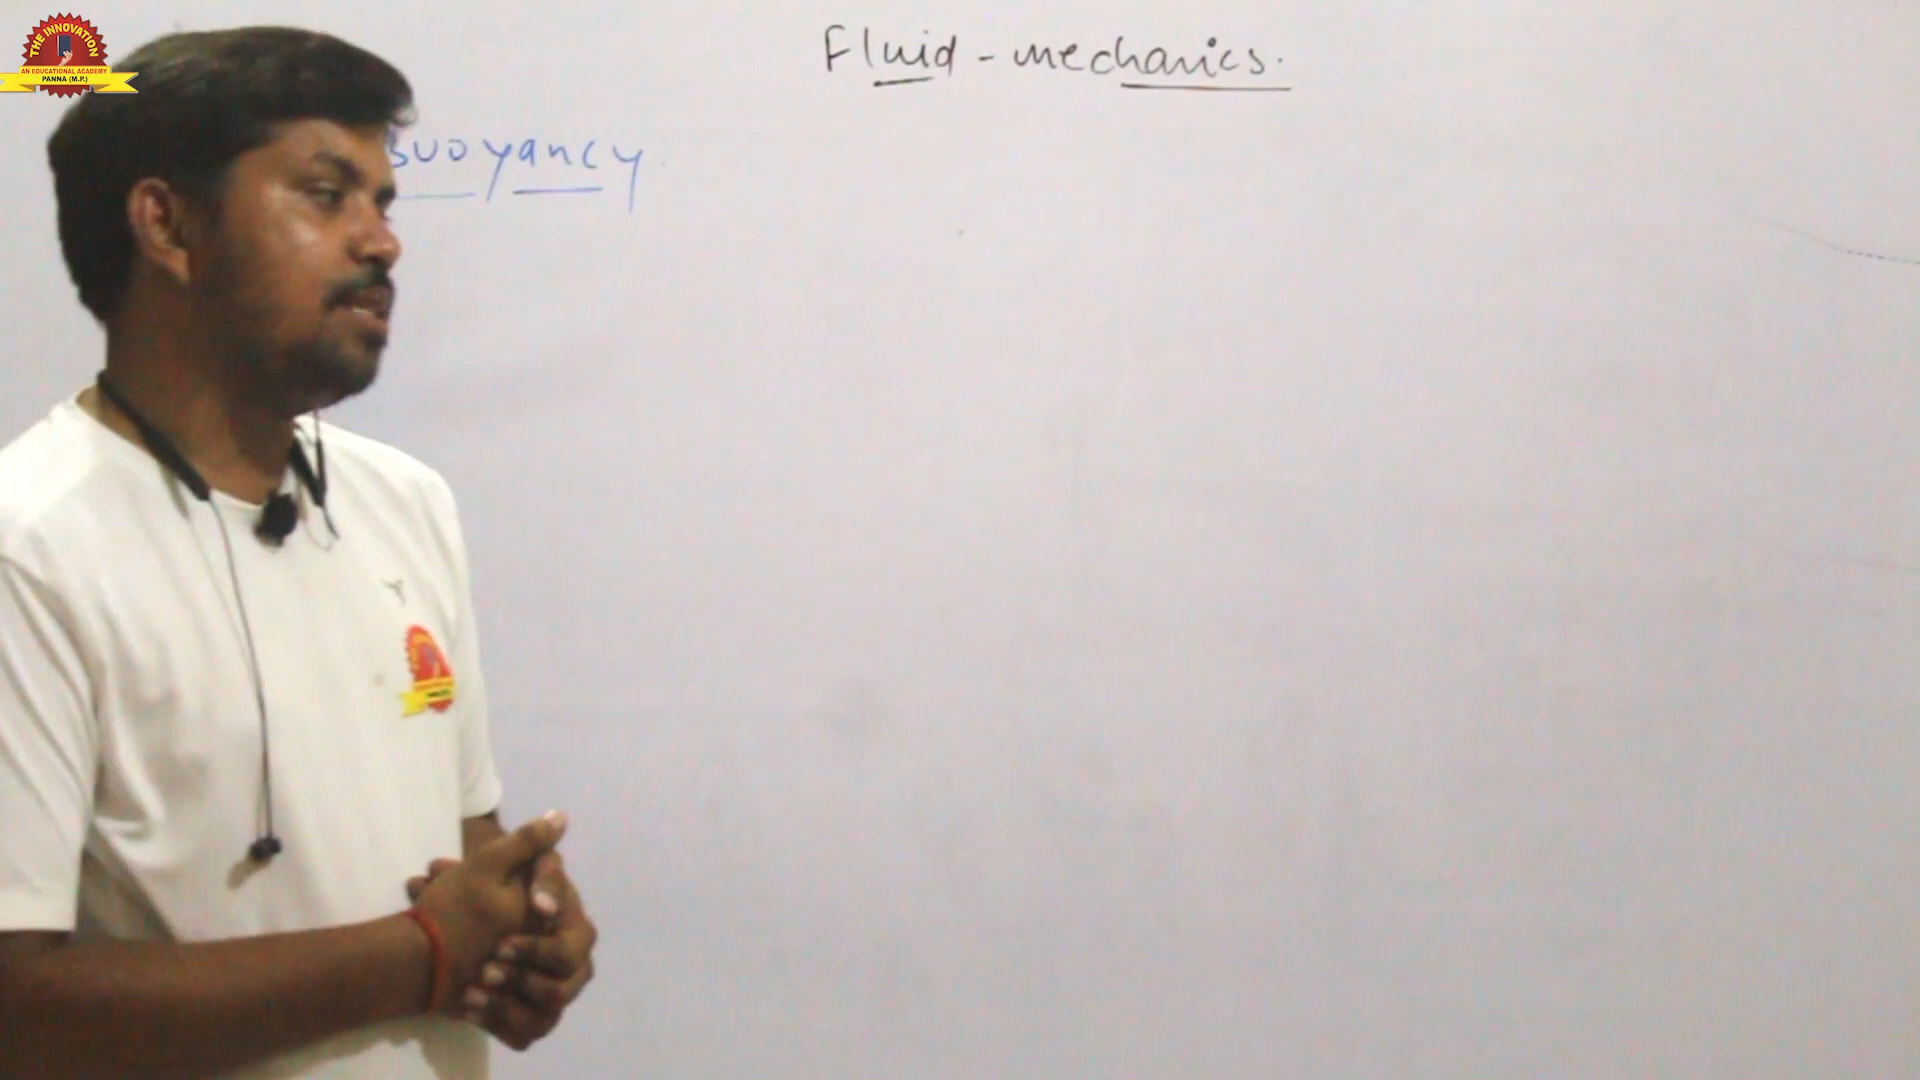 THE INNOVATION
AN EDUCATIONAL ACADEMY
PANNA (M.P.)
Fluid - mechanics.
Buoyancy